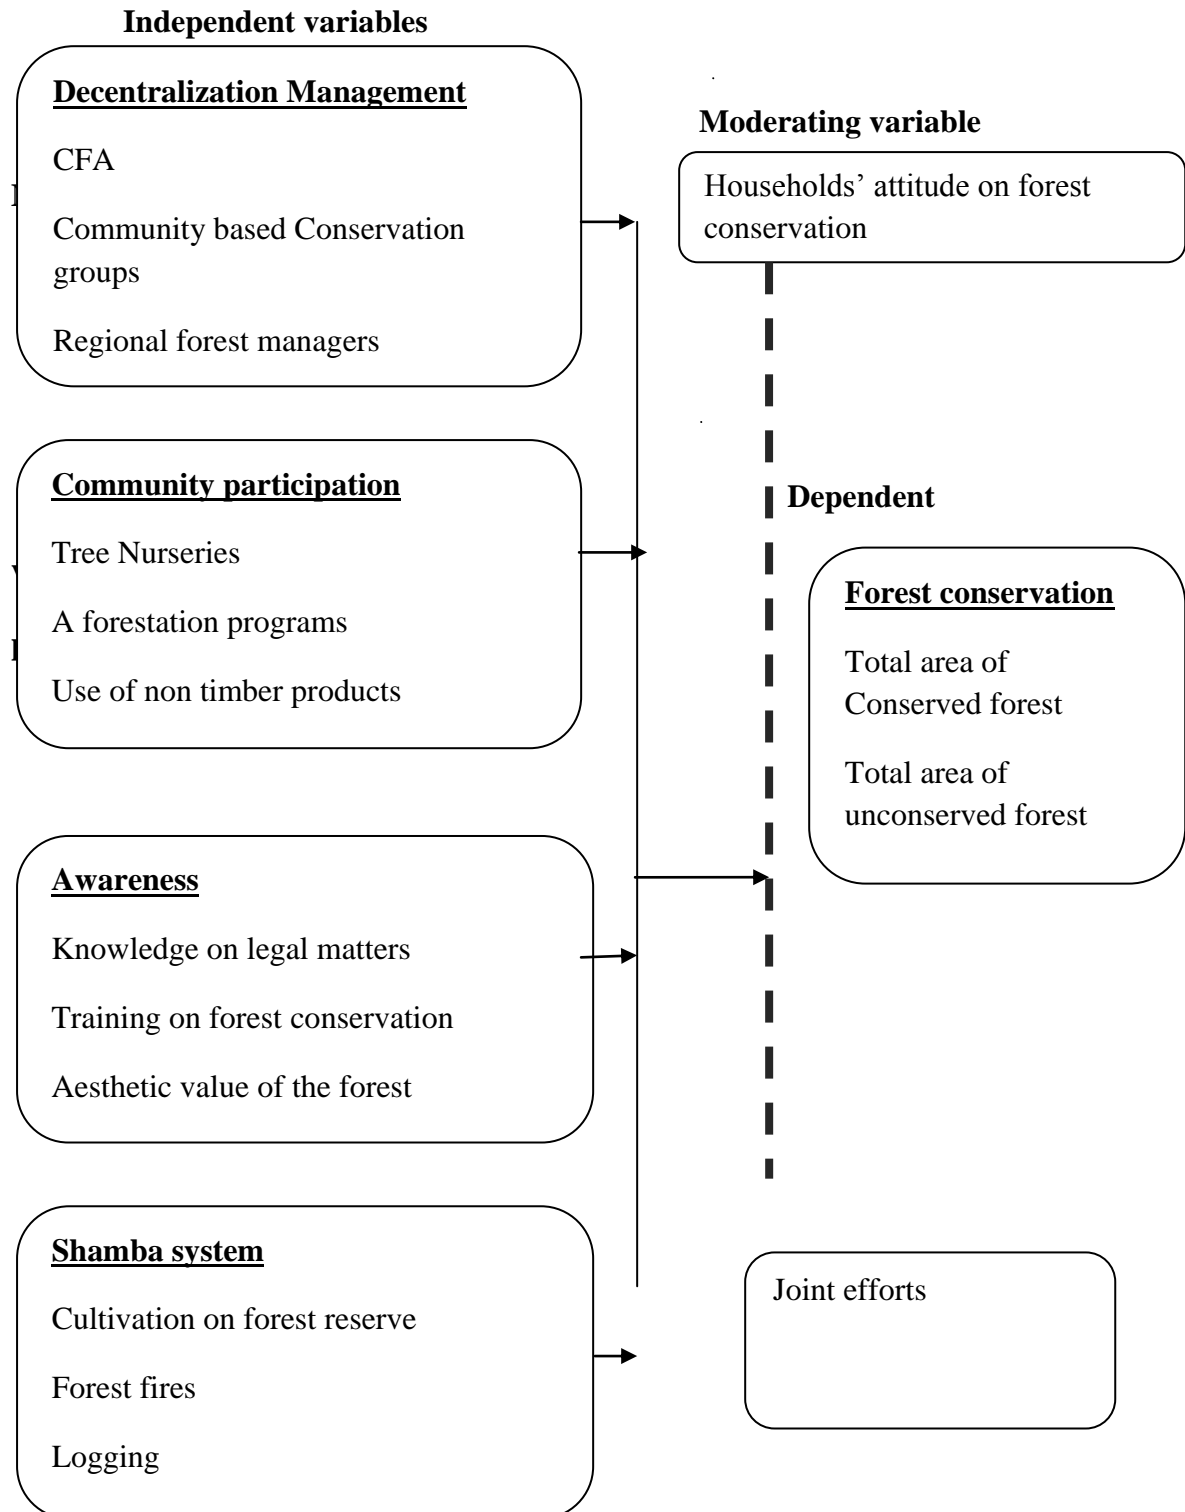 Independent variables
Decentralization Management
CFA
Community based Conservation
groups
Regional forest managers
Community participation
Tree Nurseries
A forestation programs
Use of non timber products
Awareness
Knowledge on legal matters
Training on forest conservation
Aesthetic value of the forest
Shamba system
Cultivation on forest reserve
Forest fires
Logging
Moderating variable
Households’ attitude on forest
conservation
Dependent
Forest conservation
Total area of
Conserved forest
Total area of
unconserved forest
Joint efforts